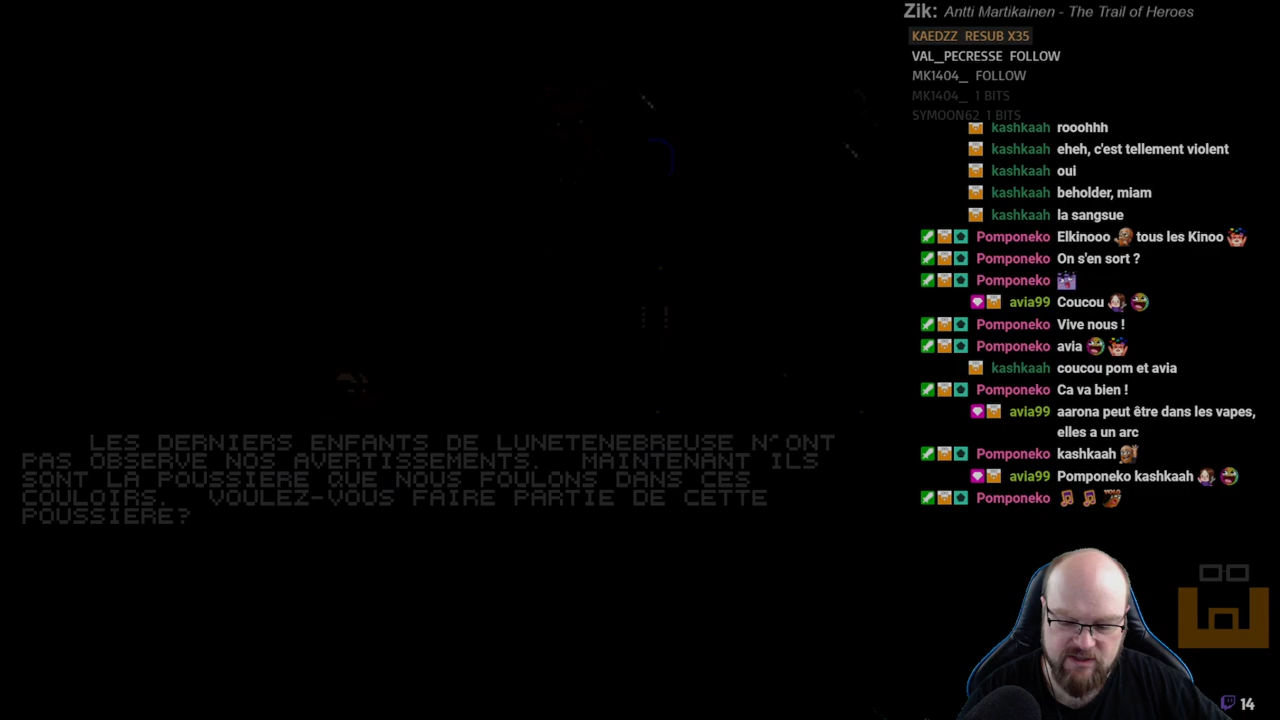 Zik: Antti Martikainen - The Trail of Heroes
KAEDZZ RESUB X35
VAL_PECRESSE FOLLOW
MK1404_ FOLLOW
MK1404_ 1 BITS
SYMOON62 1 BITS
kashkaah rooohhh
kashkaah eheh, c'est tellement violent
kashkaah oui
kashkaah beholder, miam
kashkaah la sangsue
Pomponeko Elkinooo tous les Kinoo
Pomponeko On s'en sort ?
Pomponeko
avia99 Coucou
Pomponeko Vive nous !
Pomponeko avia
kashkaah coucou pom et avia
Pomponeko Ca va bien !
avia99 aarona peut être dans les vapes,
elles a un arc
Pomponeko kashkaah
avia99 Pomponeko kashkaah
Pomponeko
LES DERNIERS ENFANTS DE LUNETENEBREUSE N'ONT
PAS OBSERVE NOS AVERTISSEMENTS. MAINTENANT ILS
SONT LA POUSSIERE QUE NOUS FOULONS DANS CES
COULOIRS. VOULEZ-VOUS FAIRE PARTIE DE CETTE
POUSSIERE?
14